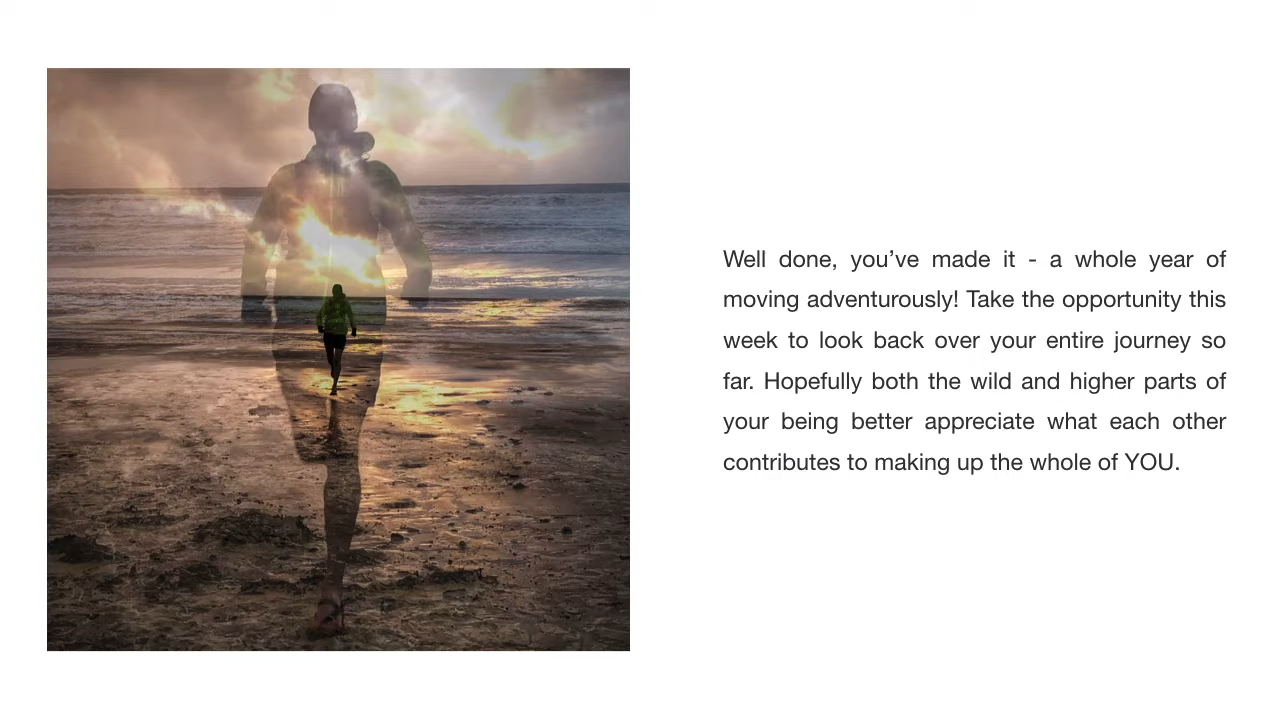 Well done, you’ve made it - a whole year of
moving adventurously! Take the opportunity this
week to look back over your entire journey so
far. Hopefully both the wild and higher parts of
your being better appreciate what each other
contributes to making up the whole of YOU.